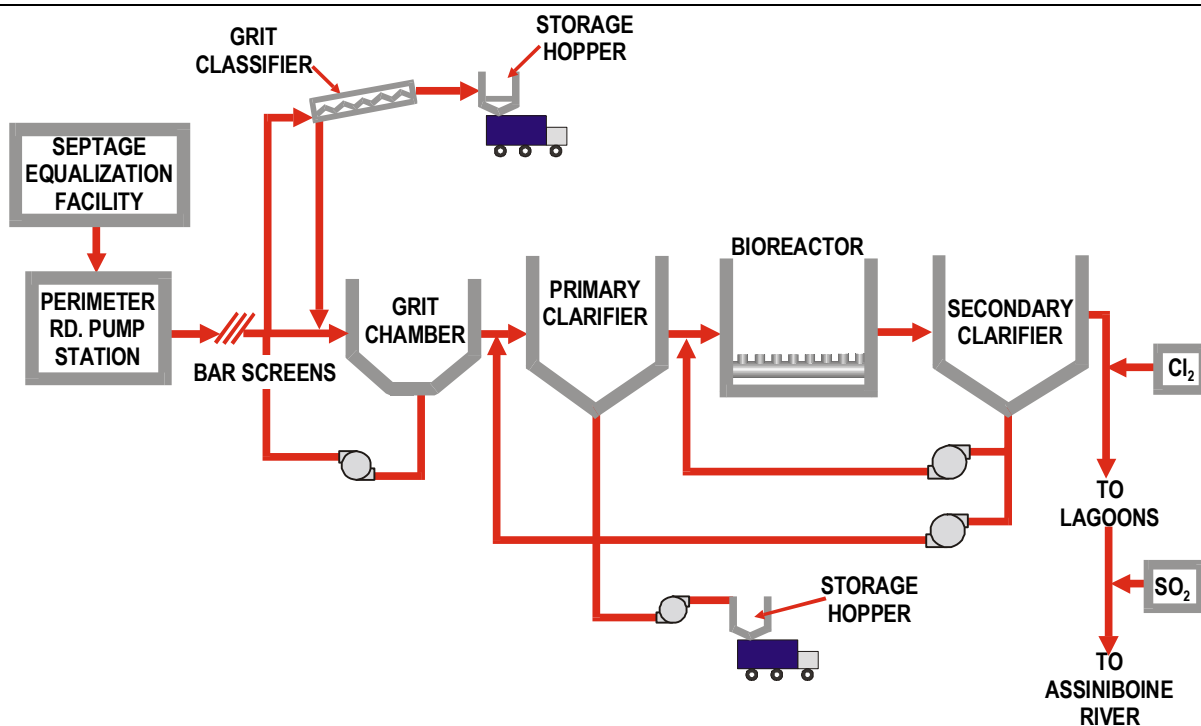 STORAGE
HOPPER
GRIT
CLASSIFIER
SEPTAGE
EQUALIZATION
FACILITY
PERIMETER
RD. PUMP
STATION
BAR SCREENS
GRIT
CHAMBER
PRIMARY
CLARIFIER
BIOREACTOR
SECONDARY
CLARIFIER
Cl₂
TO
LAGOONS
SO₂
STORAGE
HOPPER
TO
ASSINIBOINE
RIVER